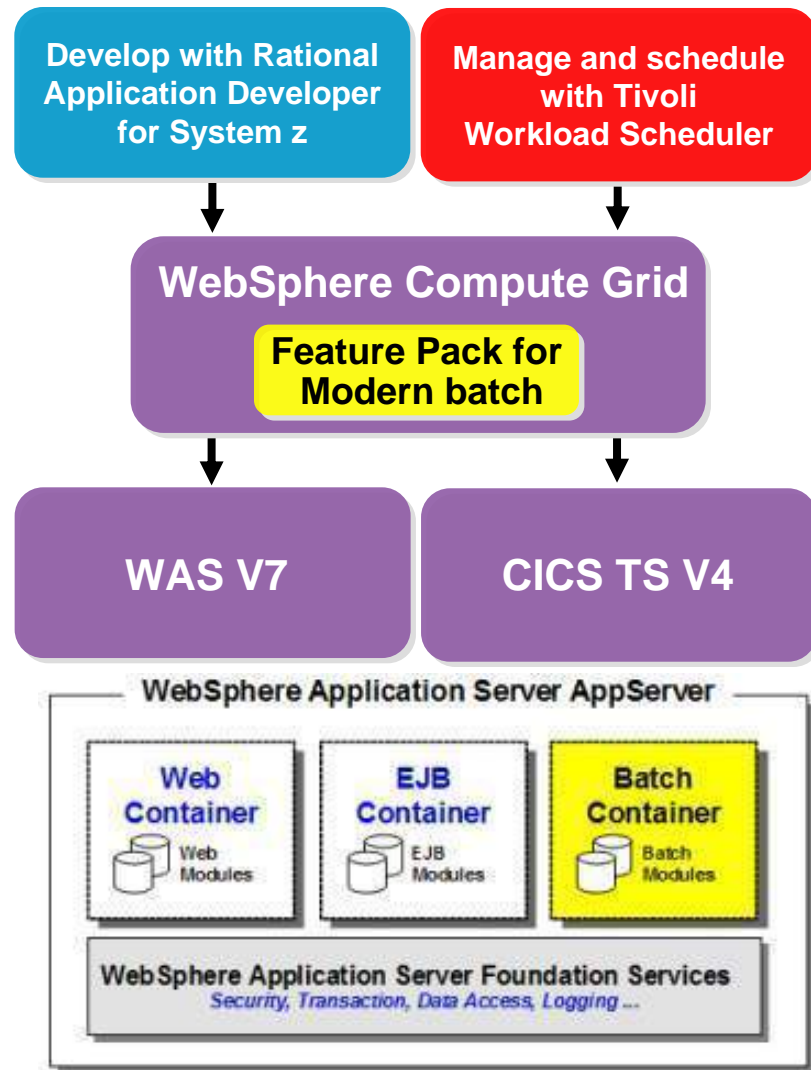 Develop with Rational
Application Developer
for System z
Manage and schedule
with Tivoli
Workload Scheduler
WebSphere Compute Grid
Feature Pack for
Modern batch
WAS V7
CICS TS V4
WebSphere Application Server AppServer
Web
Container
Web
Modules
EJB
Container
EJB
Modules
Batch
Container
Batch
Modules
WebSphere Application Server Foundation Services
Security, Transaction, Data Access, Logging ...